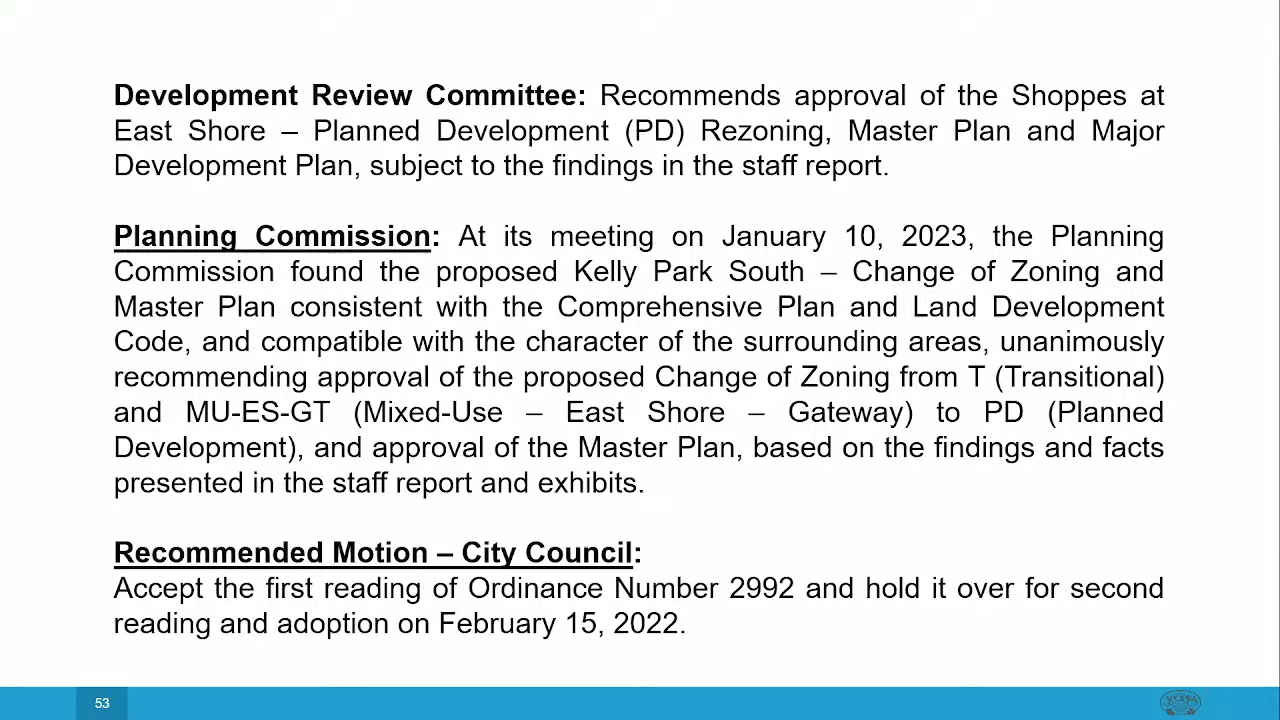 Development Review Committee: Recommends approval of the Shoppes at
East Shore – Planned Development (PD) Rezoning, Master Plan and Major
Development Plan, subject to the findings in the staff report.
Planning Commission: At its meeting on January 10, 2023, the Planning
Commission found the proposed Kelly Park South – Change of Zoning and
Master Plan consistent with the Comprehensive Plan and Land Development
Code, and compatible with the character of the surrounding areas, unanimously
recommending approval of the proposed Change of Zoning from T (Transitional)
and MU-ES-GT (Mixed-Use – East Shore – Gateway) to PD (Planned
Development), and approval of the Master Plan, based on the findings and facts
presented in the staff report and exhibits.
Recommended Motion – City Council:
Accept the first reading of Ordinance Number 2992 and hold it over for second
reading and adoption on February 15, 2022.
53
APOPKA